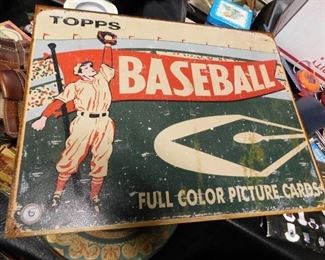 TOPPS
BASEBALL
FULL COLOR PICTURE CARDS